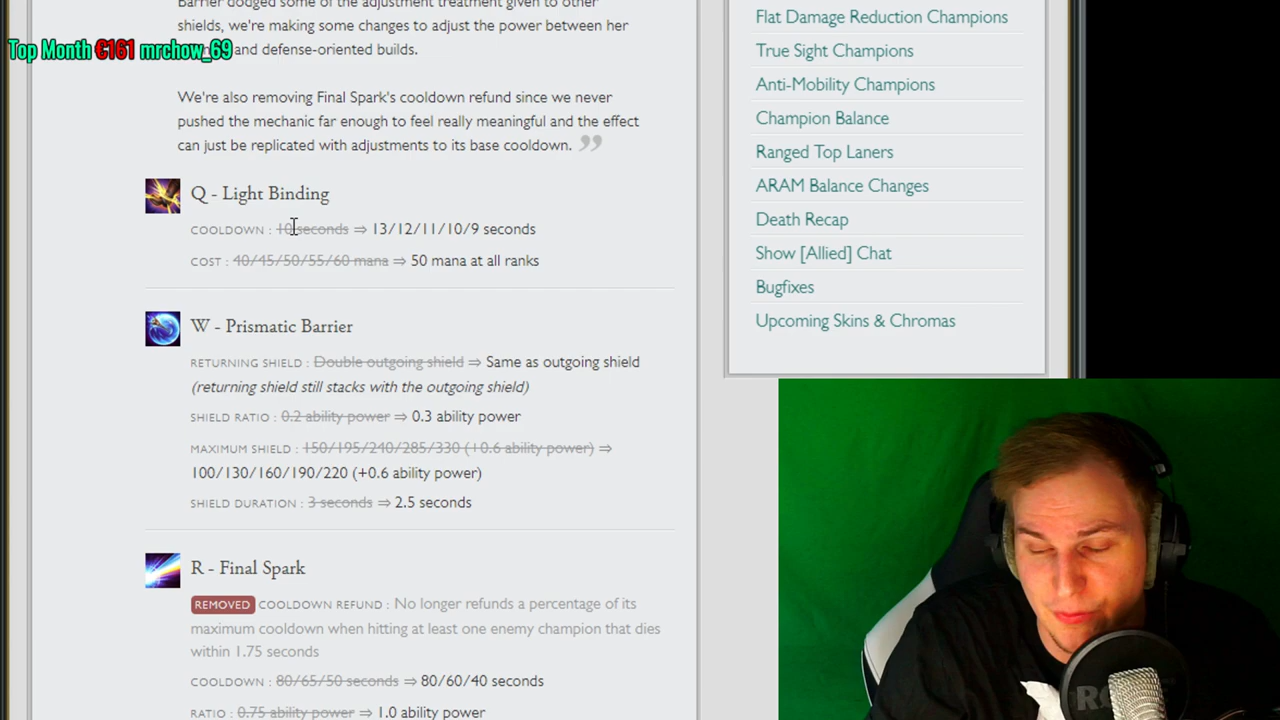 Barrier dodged some of the adjustment treatment given to other
shields, we're making some changes to adjust the power between her
and defense-oriented builds.
Top Month €161 mrchow_69
We're also removing Final Spark's cooldown refund since we never
pushed the mechanic far enough to feel really meaningful and the effect
can just be replicated with adjustments to its base cooldown. ”
Q - Light Binding
COOLDOWN : 10 seconds ⇒ 13/12/11/10/9 seconds
COST : 40/45/50/55/60 mana ⇒ 50 mana at all ranks
W - Prismatic Barrier
RETURNING SHIELD : Double outgoing shield ⇒ Same as outgoing shield
(returning shield still stacks with the outgoing shield)
SHIELD RATIO : 0.2 ability power ⇒ 0.3 ability power
MAXIMUM SHIELD : 150/195/240/285/330 (+0.6 ability power) ⇒
100/130/160/190/220 (+0.6 ability power)
SHIELD DURATION : 3 seconds ⇒ 2.5 seconds
R - Final Spark
REMOVED COOLDOWN REFUND : No longer refunds a percentage of its
maximum cooldown when hitting at least one enemy champion that dies
within 1.75 seconds
COOLDOWN : 80/65/50 seconds ⇒ 80/60/40 seconds
RATIO : 0.75 ability power ⇒ 1.0 ability power
Flat Damage Reduction Champions
True Sight Champions
Anti-Mobility Champions
Champion Balance
Ranged Top Laners
ARAM Balance Changes
Death Recap
Show [Allied] Chat
Bugfixes
Upcoming Skins & Chromas